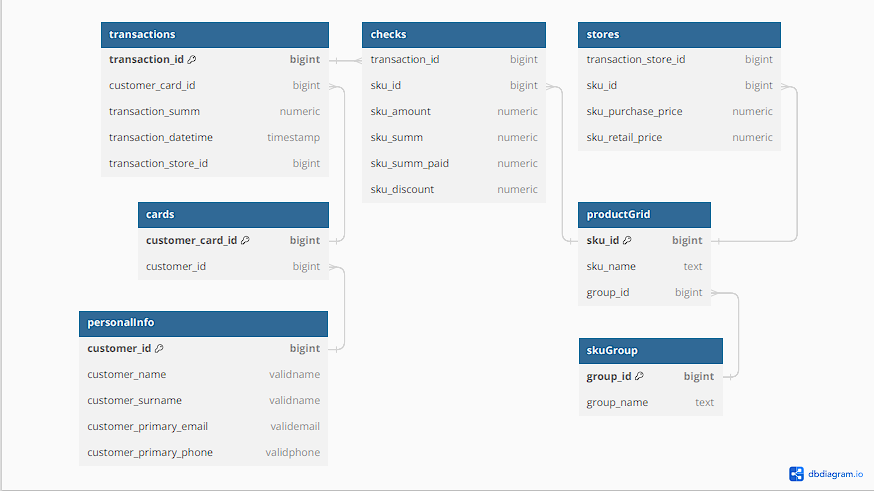 transactions
transaction_id bigint
customer_card_id bigint
transaction_summ numeric
transaction_datetime timestamp
transaction_store_id bigint
checks
transaction_id bigint
sku_id bigint
sku_amount numeric
sku_summ numeric
sku_summ_paid numeric
sku_discount numeric
stores
transaction_store_id bigint
sku_id bigint
sku_purchase_price numeric
sku_retail_price numeric
cards
customer_card_id bigint
customer_id bigint
productGrid
sku_id bigint
sku_name text
group_id bigint
personalInfo
customer_id bigint
customer_name validname
customer_surname validname
customer_primary_email validemail
customer_primary_phone validphone
skuGroup
group_id bigint
group_name text
dbdiagram.io